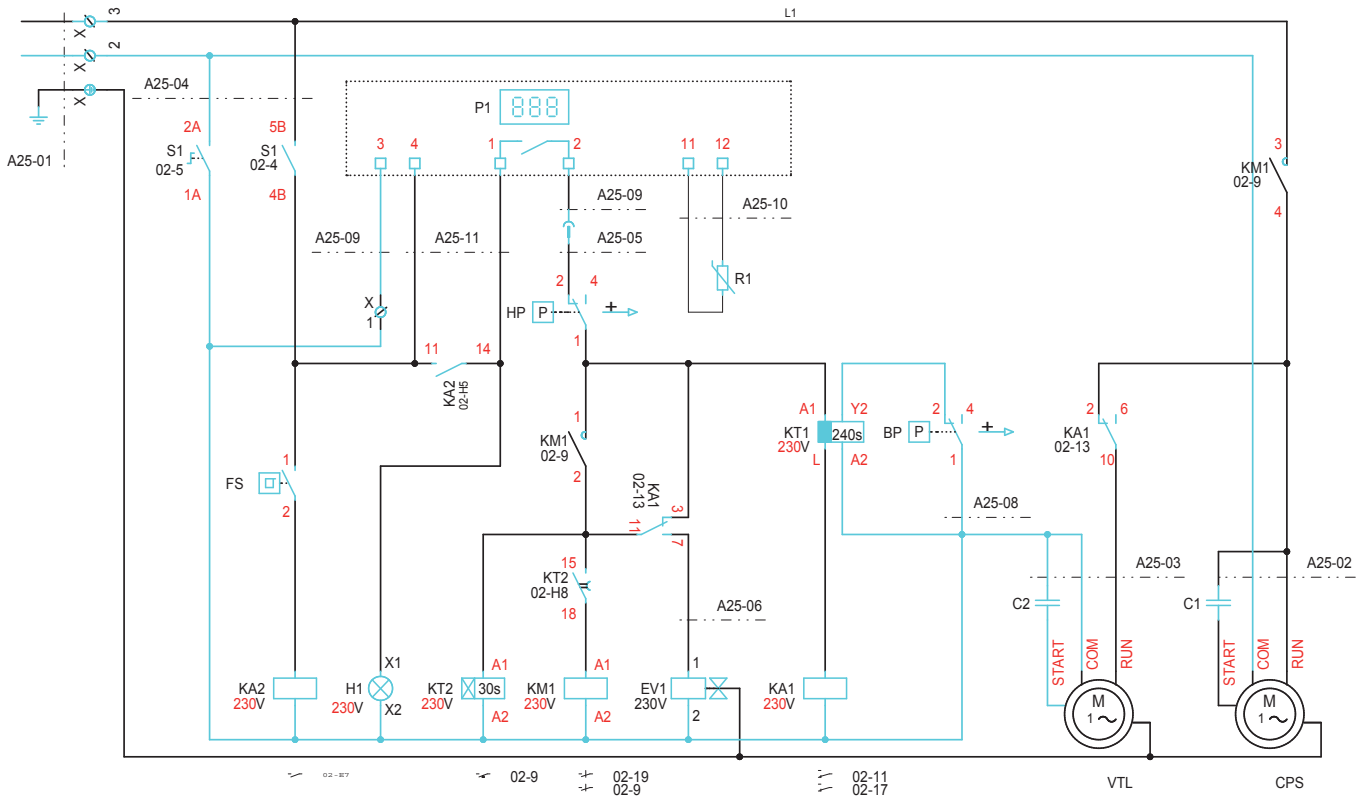 3
L1
X
2
X
X
A25-04
P1
888
2A
5B
3
4
1
2
11
12
3
A25-01
S1
02-5
S1
02-4
KM1
02-9
1A
4B
4
A25-09
A25-10
A25-09
A25-11
A25-05
2
4
R1
X
1
HP
P
+
1
11
14
KA2
02-H5
1
KM1
02-9
2
A1
Y2
KT1
230V
240s
L
A2
2
4
BP
P
+
1
2
6
KA1
02-13
10
1
FS
2
KA1
02-13
3
11
7
A25-08
15
KT2
02-H8
18
A25-03
A25-02
A25-06
C2
C1
START
COM
RUN
START
COM
RUN
X1
A1
A1
1
KA2
230V
H1
230V
X2
KT2
230V
30s
A2
KM1
230V
A2
EV1
230V
2
KA1
230V
M
1
M
1
02-E7
02-9
02-19
02-9
02-11
02-17
VTL
CPS